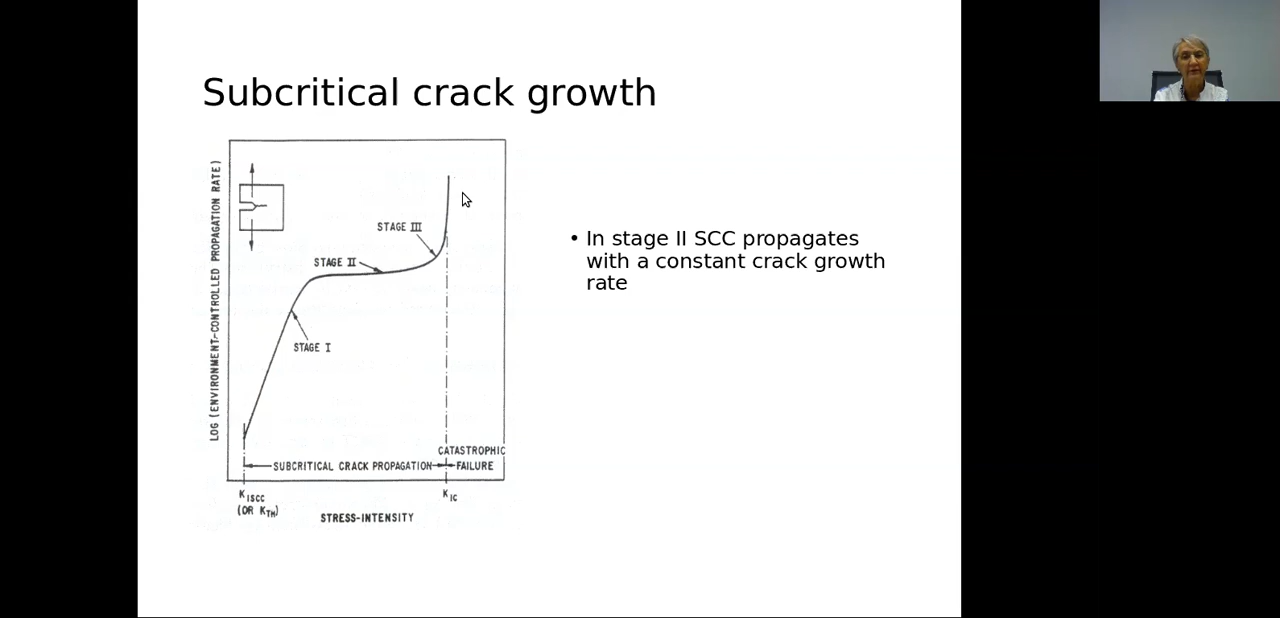 Subcritical crack growth
LOG (ENVIRONMENT-CONTROLLED PROPAGATION RATE)
STAGE III
STAGE II
STAGE I
CATASTROPHIC
SUBCRITICAL CRACK PROPAGATION
FAILURE
K ISCC
(OR K TH)
K IC
STRESS-INTENSITY
• In stage II SCC propagates
with a constant crack growth
rate